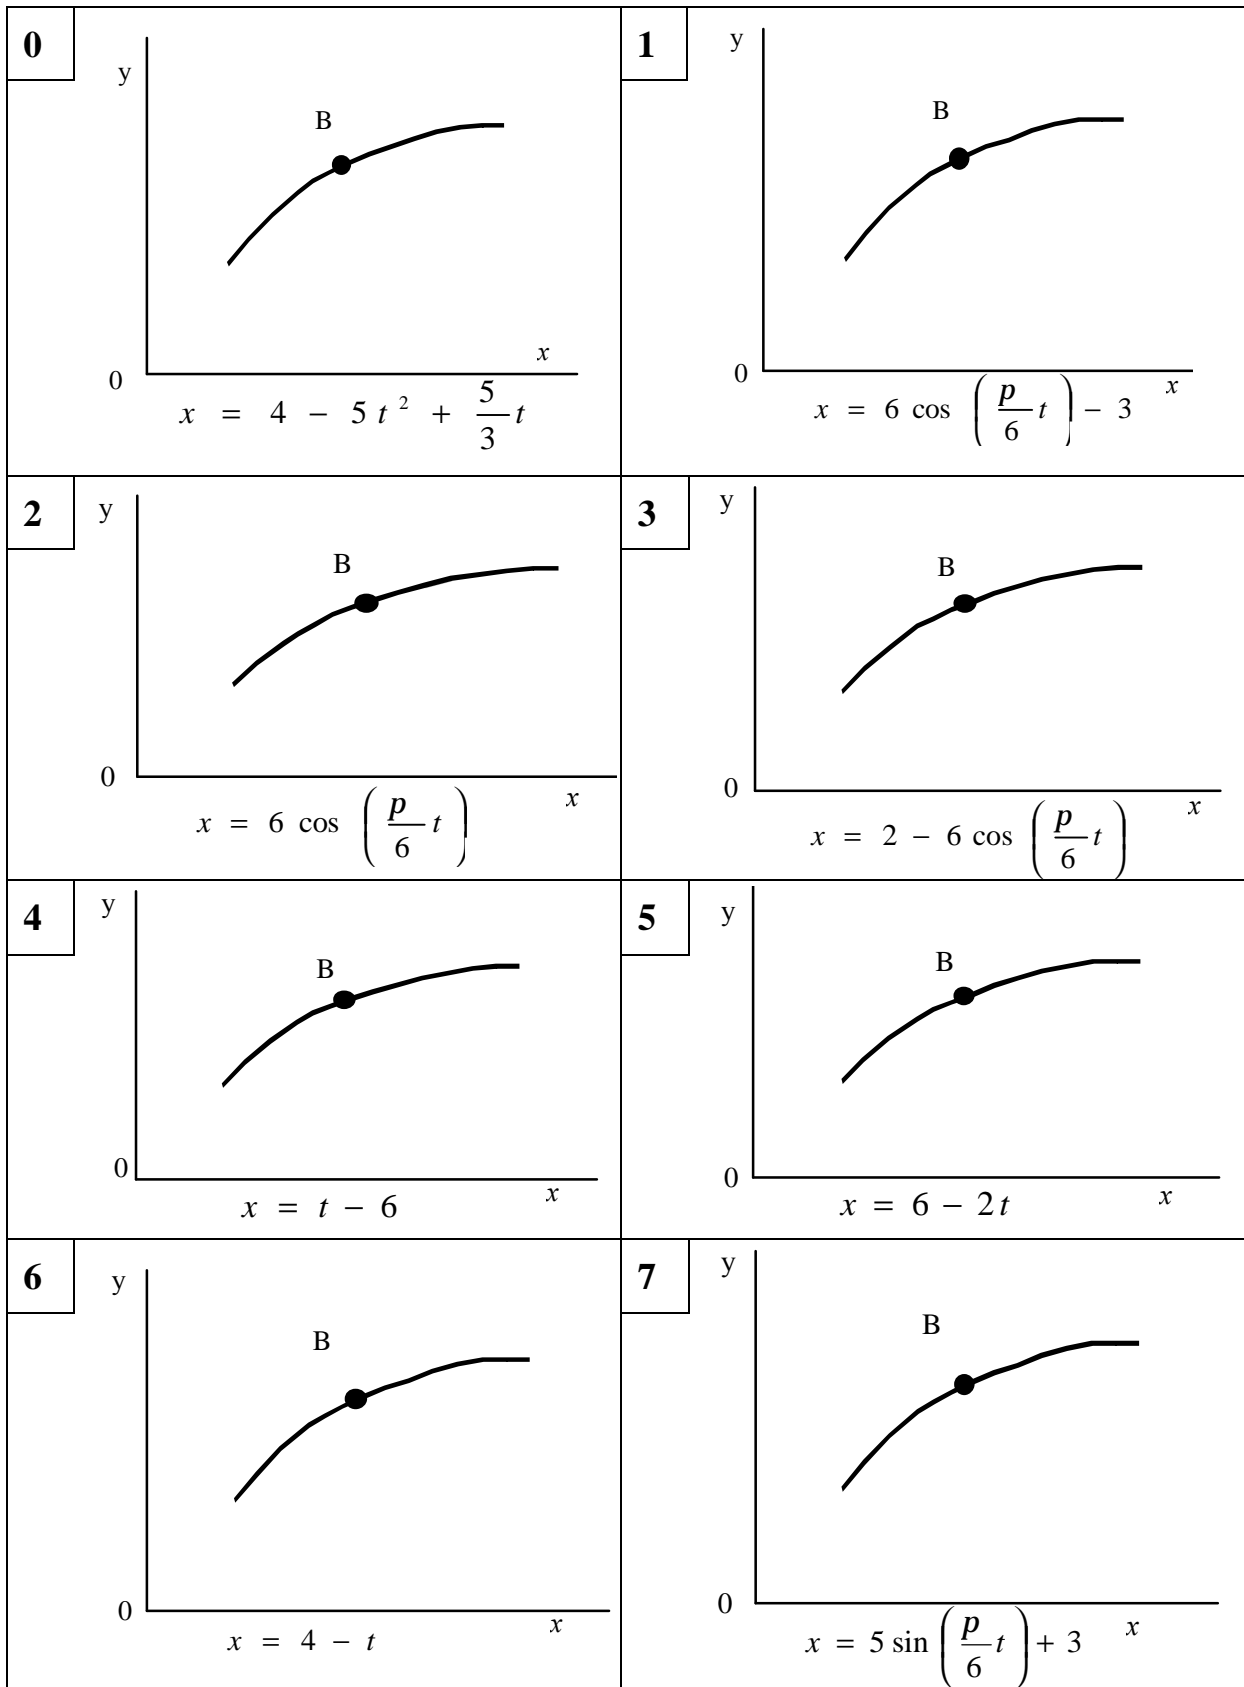 0
y
B
x
0
x = 4 − 5 t 2 + 5/3 t
1
y
B
0
x
x = 6 cos ( p/6 t ) − 3
2
y
B
0
x
x = 6 cos ( p/6 t )
3
y
B
0
x
x = 2 − 6 cos ( p/6 t )
4
y
B
0
x
x = t − 6
5
y
B
0
x
x = 6 − 2t
6
y
B
0
x
x = 4 − t
7
y
B
0
x
x = 5 sin ( p/6 t ) + 3